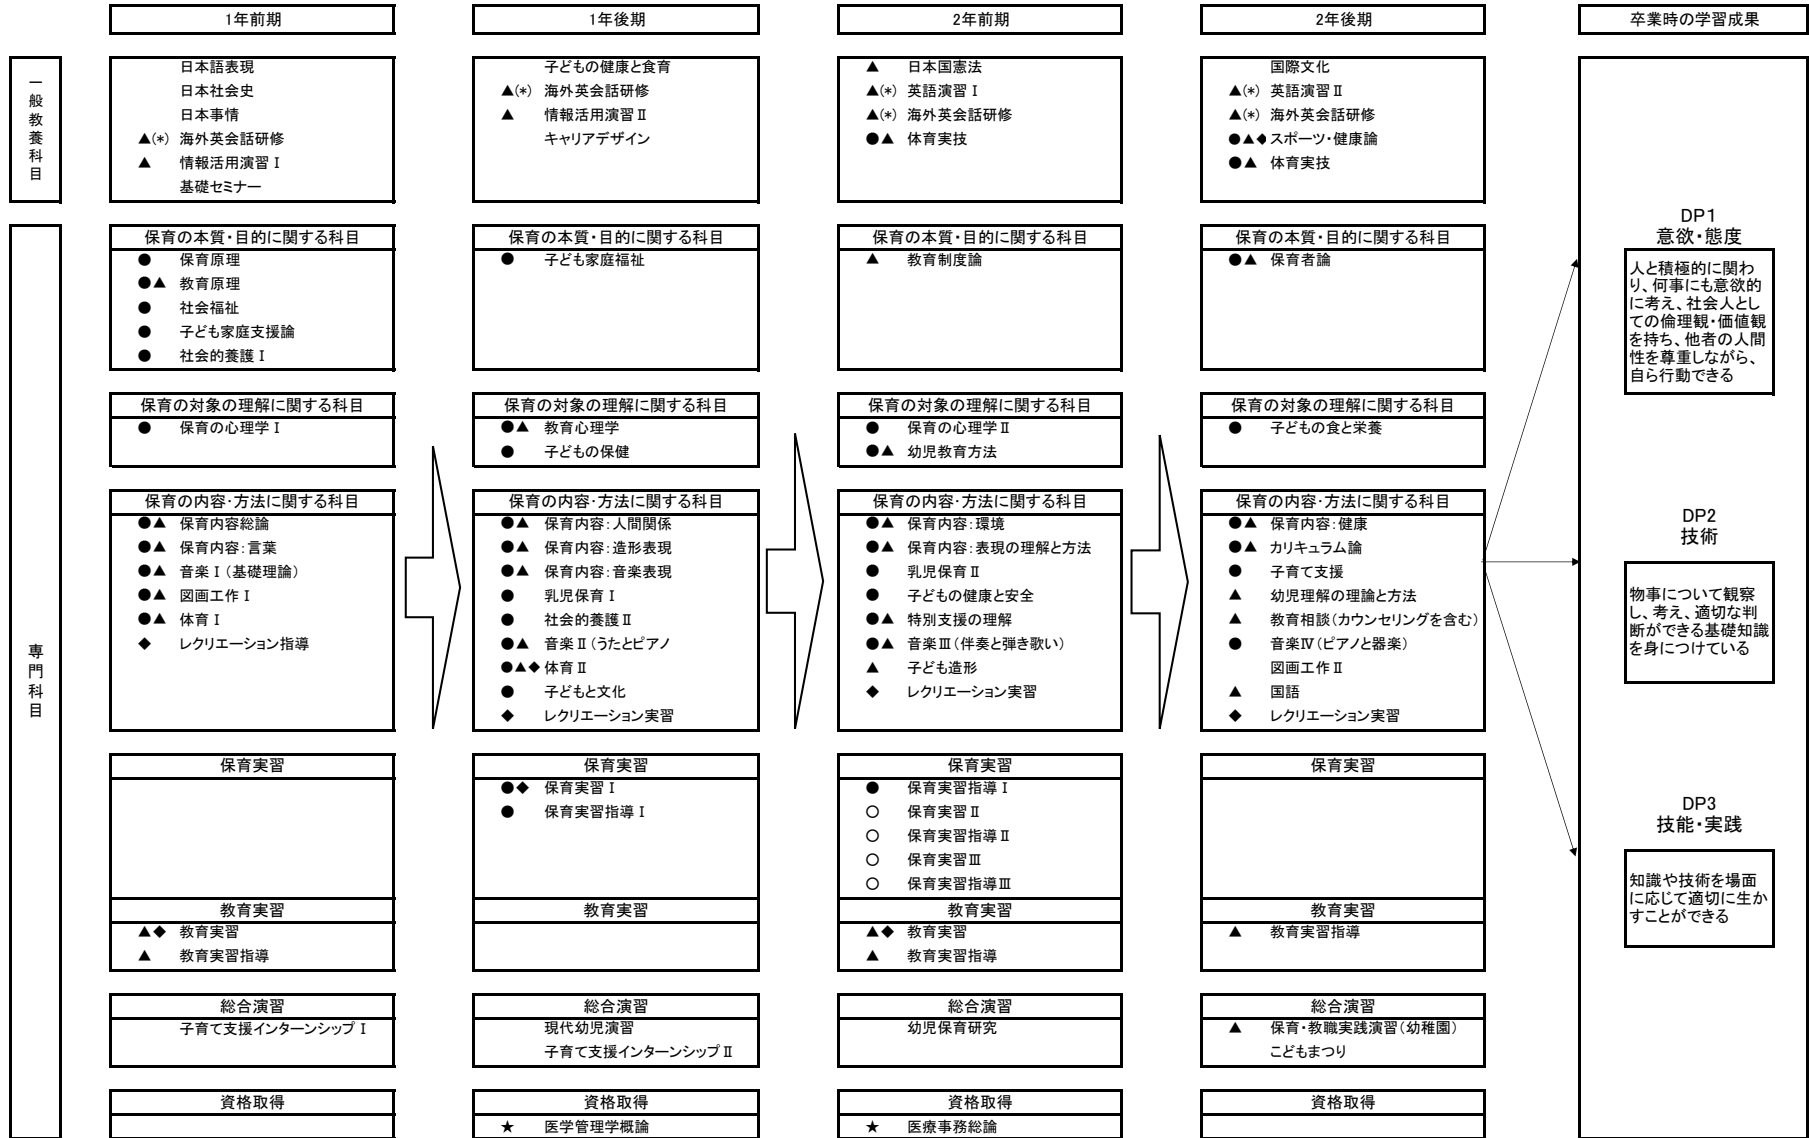 1年前期
1年後期
2年前期
2年後期
卒業時の学習成果
一般教養科目
日本語表現
日本社会史
日本事情
▲(*) 海外英会話研修
▲ 情報活用演習Ⅰ
基礎セミナー
子どもの健康と食育
▲(*) 海外英会話研修
▲ 情報活用演習Ⅱ
キャリアデザイン
▲ 日本国憲法
▲(*) 英語演習Ⅰ
▲(*) 海外英会話研修
●▲ 体育実技
国際文化
▲(*) 英語演習Ⅱ
▲(*) 海外英会話研修
●▲◆ スポーツ・健康論
●▲ 体育実技
専門科目
保育の本質・目的に関する科目
● 保育原理
●▲ 教育原理
● 社会福祉
● 子ども家庭支援論
● 社会的養護Ⅰ
保育の本質・目的に関する科目
● 子ども家庭福祉
保育の本質・目的に関する科目
▲ 教育制度論
保育の本質・目的に関する科目
●▲ 保育者論
保育の対象の理解に関する科目
● 保育の心理学Ⅰ
保育の対象の理解に関する科目
●▲ 教育心理学
● 子どもの保健
保育の対象の理解に関する科目
● 保育の心理学Ⅱ
●▲ 幼児教育方法
保育の対象の理解に関する科目
● 子どもの食と栄養
保育の内容・方法に関する科目
●▲ 保育内容総論
●▲ 保育内容：言葉
●▲ 音楽Ⅰ（基礎理論）
●▲ 図画工作Ⅰ
●▲ 体育Ⅰ
◆ レクリエーション指導
保育の内容・方法に関する科目
●▲ 保育内容：人間関係
●▲ 保育内容：造形表現
●▲ 保育内容：音楽表現
● 乳児保育Ⅰ
● 社会的養護Ⅱ
●▲ 音楽Ⅱ（うたとピアノ
●▲◆ 体育Ⅱ
● 子どもと文化
◆ レクリエーション実習
保育の内容・方法に関する科目
●▲ 保育内容：環境
●▲ 保育内容：表現の理解と方法
● 乳児保育Ⅱ
● 子どもの健康と安全
●▲ 特別支援の理解
●▲ 音楽Ⅲ（伴奏と弾き歌い）
▲ 子ども造形
◆ レクリエーション実習
保育の内容・方法に関する科目
●▲ 保育内容：健康
●▲ カリキュラム論
● 子育て支援
▲ 幼児理解の理論と方法
▲ 教育相談（カウンセリングを含む）
● 音楽Ⅳ（ピアノと器楽）
図画工作Ⅱ
▲ 国語
◆ レクリエーション実習
保育実習
保育実習
●◆ 保育実習Ⅰ
● 保育実習指導Ⅰ
保育実習
● 保育実習指導Ⅰ
○ 保育実習Ⅱ
○ 保育実習指導Ⅱ
○ 保育実習Ⅲ
○ 保育実習指導Ⅲ
保育実習
教育実習
▲◆ 教育実習
▲ 教育実習指導
教育実習
教育実習
▲◆ 教育実習
▲ 教育実習指導
教育実習
▲ 教育実習指導
総合演習
子育て支援インターンシップⅠ
総合演習
現代幼児演習
子育て支援インターンシップⅡ
総合演習
幼児保育研究
総合演習
▲ 保育・教職実践演習（幼稚園）
こどもまつり
資格取得
資格取得
★ 医学管理学概論
資格取得
★ 医療事務総論
資格取得
DP1
意欲・態度
人と積極的に関わ
り、何事にも意欲的
に考え、社会人とし
ての倫理観・価値観
を持ち、他者の人間
性を尊重しながら、
自ら行動できる
DP2
技術
物事について観察
し、考え、適切な判
断ができる基礎知識
を身につけている
DP3
技能・実践
知識や技術を場面
に応じて適切に生か
すことができる